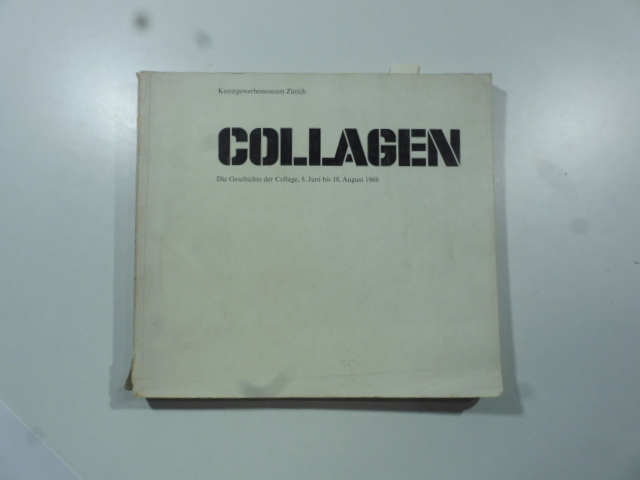 Kunstgewerbemuseum Zürich
COLLAGEN
Die Geschichte der Collage, 8. Juni bis 18. August 1968